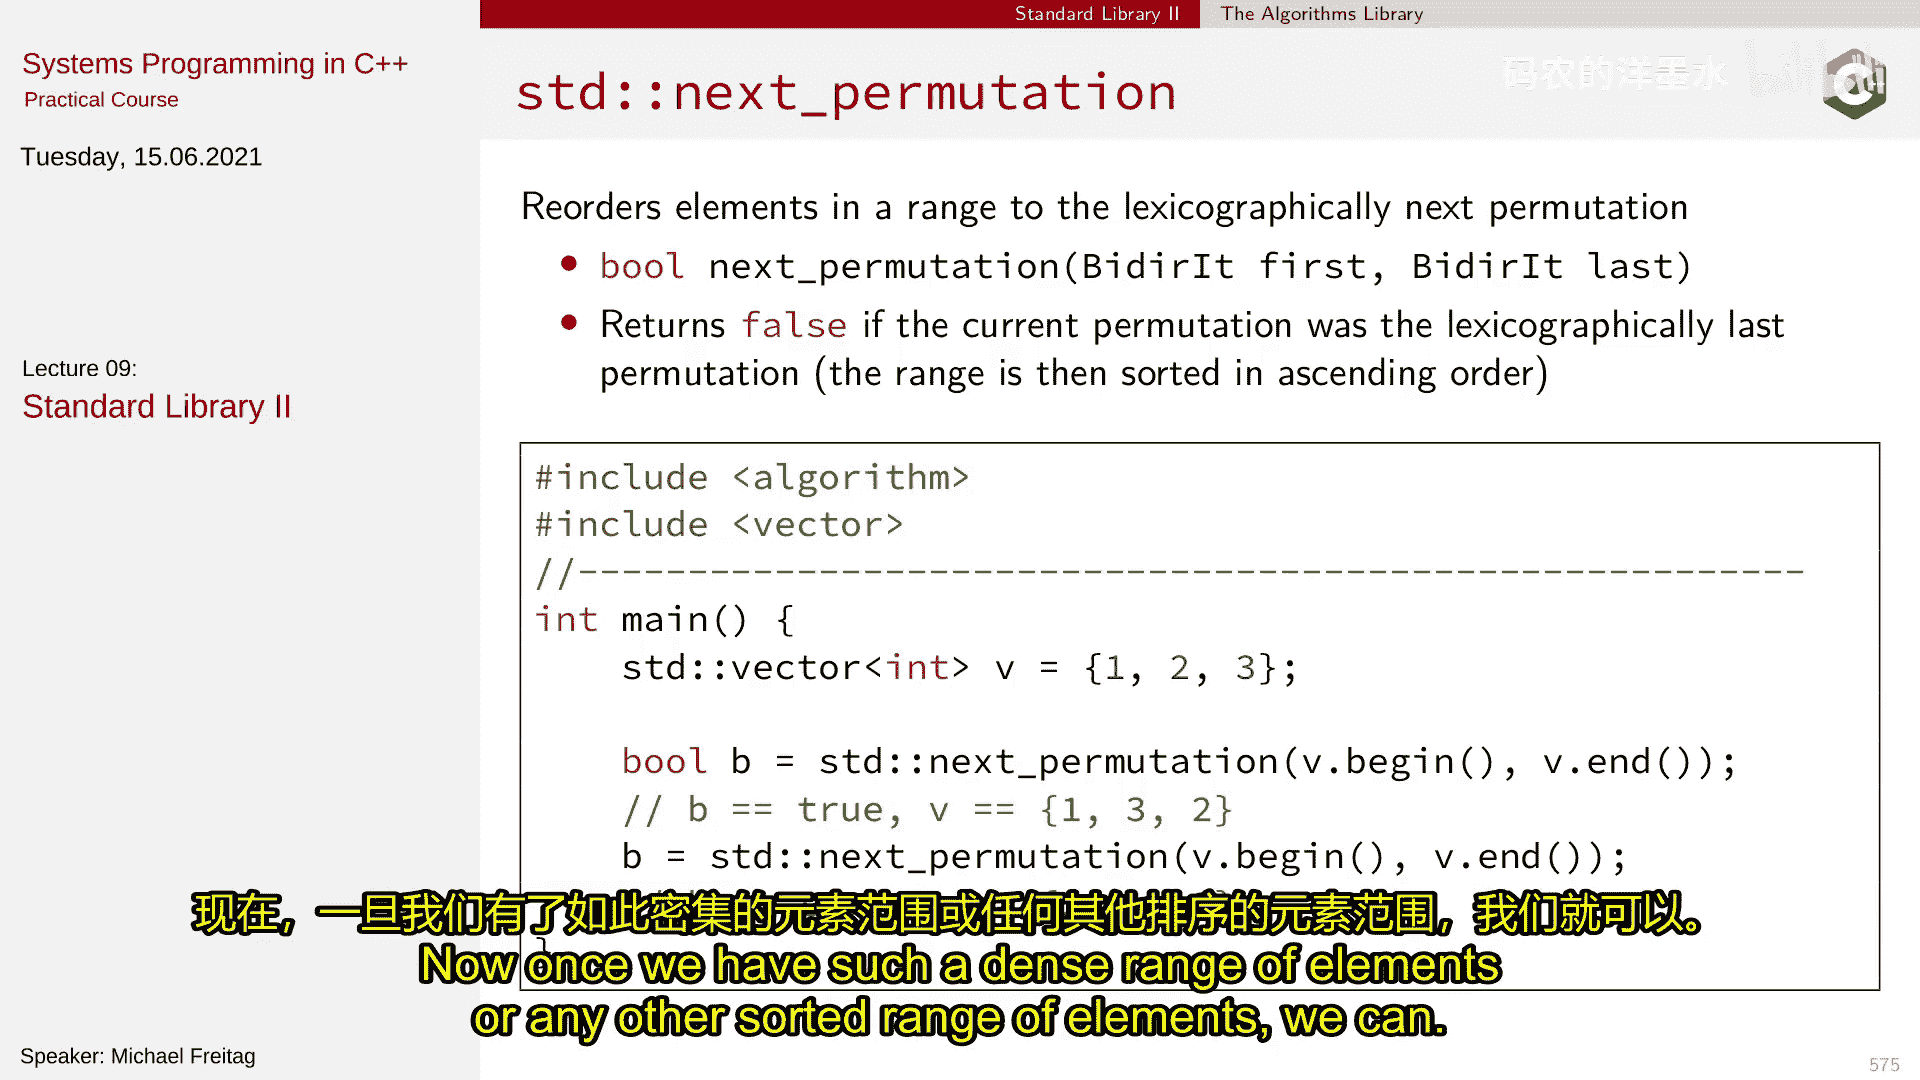 Standard Library II The Algorithms Library
Systems Programming in C++
Practical Course
Tuesday, 15.06.2021
Lecture 09:
Standard Library II
Speaker: Michael Freitag
std::next_permutation
码农的洋墨水
Reorders elements in a range to the lexicographically next permutation
• bool next_permutation(BidirIt first, BidirIt last)
• Returns false if the current permutation was the lexicographically last
permutation (the range is then sorted in ascending order)
#include <algorithm>
#include <vector>
//--------------------------------------------------------
int main() {
std::vector<int> v = {1, 2, 3};
bool b = std::next_permutation(v.begin(), v.end());
// b == true, v == {1, 3, 2}
b = std::next_permutation(v.begin(), v.end());
}
现在，一旦我们有了如此密集的元素范围或任何其他排序的元素范围，我们就可以。
Now once we have such a dense range of elements
or any other sorted range of elements, we can.
575